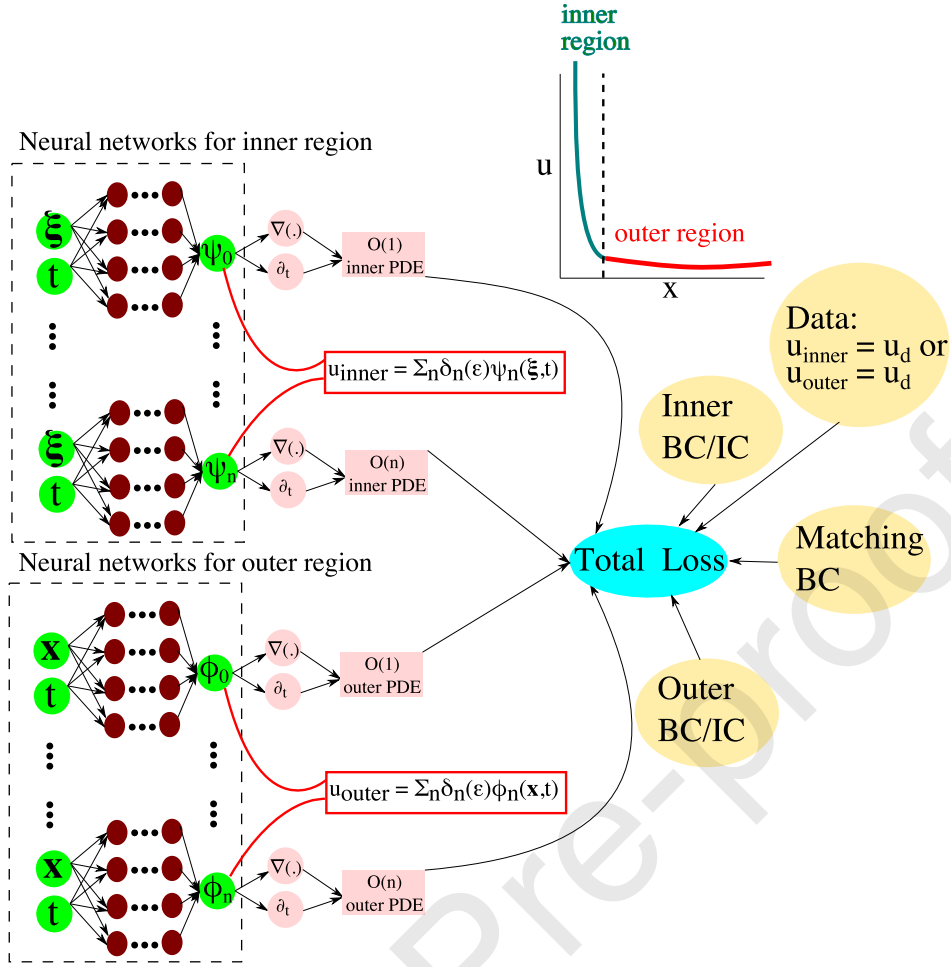 inner
region
u
outer region
x
Neural networks for inner region
ξ
t
ψ0
∇(.)
∂t
O(1)
inner PDE
uinner = Σnδn(ε)ψn(ξ,t)
ξ
t
ψn
∇(.)
∂t
O(n)
inner PDE
Neural networks for outer region
x
t
ϕ0
∇(.)
∂t
O(1)
outer PDE
uouter = Σnδn(ε)ϕn(x,t)
x
t
ϕn
∇(.)
∂t
O(n)
outer PDE
Data:
uinner = ud or
uouter = ud
Inner
BC/IC
Total Loss
Matching
BC
Outer
BC/IC
Pre-proof